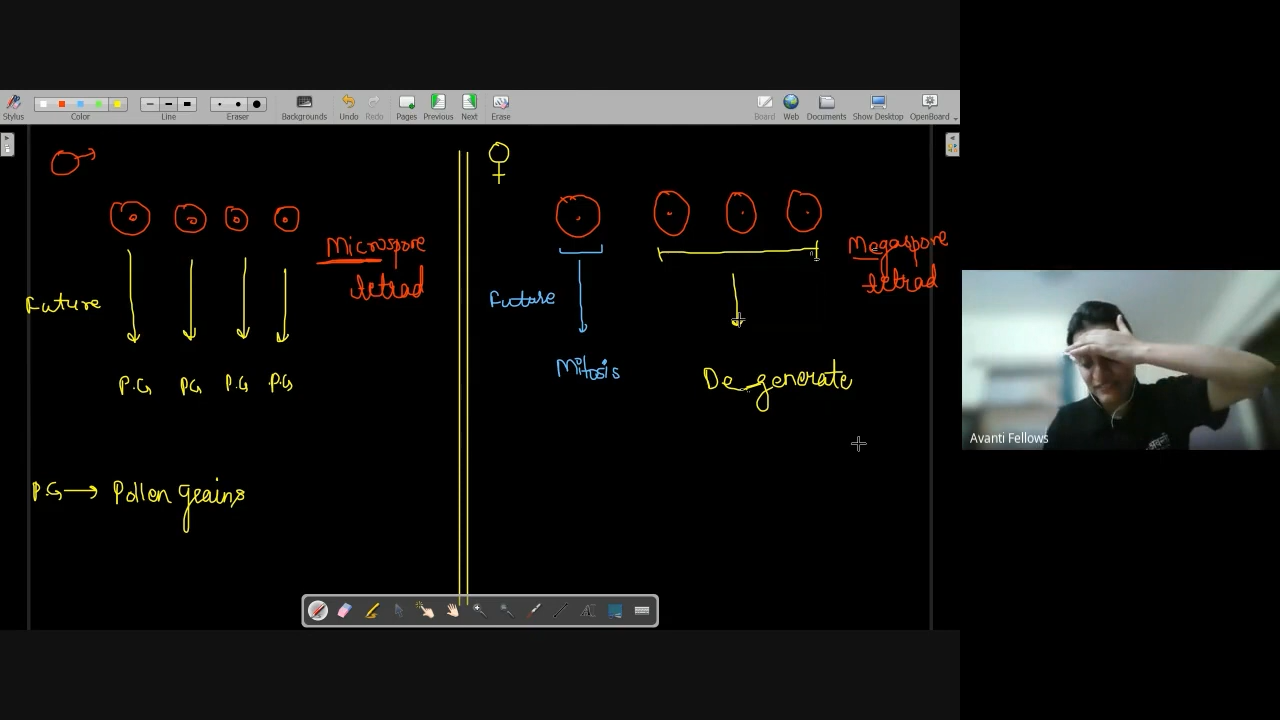 Stylus
Color
Line
Eraser
Backgrounds
Undo
Redo
Pages
Previous
Next
Erase
Board
Web
Documents
Show Desktop
OpenBoard
Microspore
tetrad
Future
P.G P.G P.G P.G
P.G → Pollen grains
Megaspore
tetrad
Future
Mitosis
De-generate
Avanti Fellows